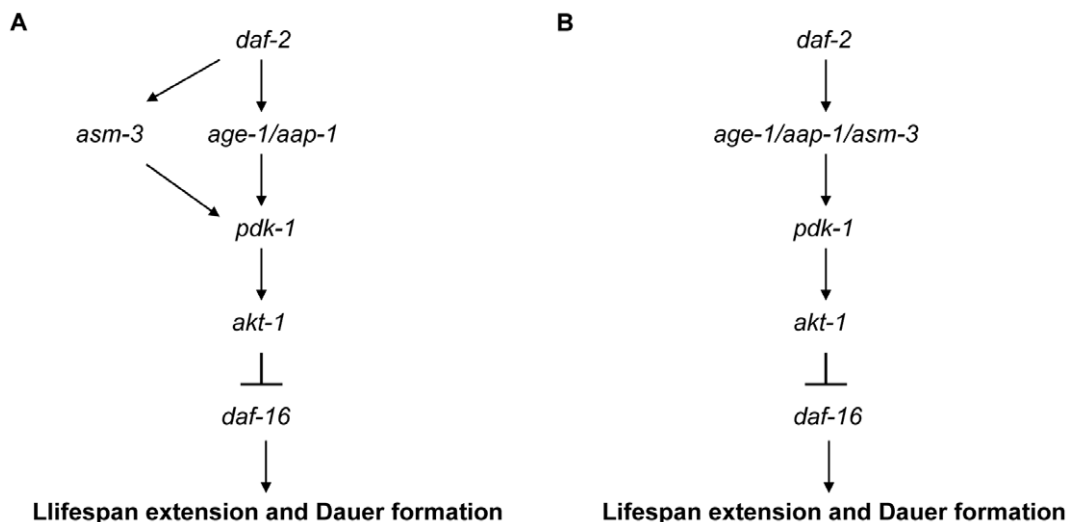 A
daf-2
asm-3 age-1/aap-1
pdk-1
akt-1
daf-16
Llifespan extension and Dauer formation
B
daf-2
age-1/aap-1/asm-3
pdk-1
akt-1
daf-16
Lifespan extension and Dauer formation